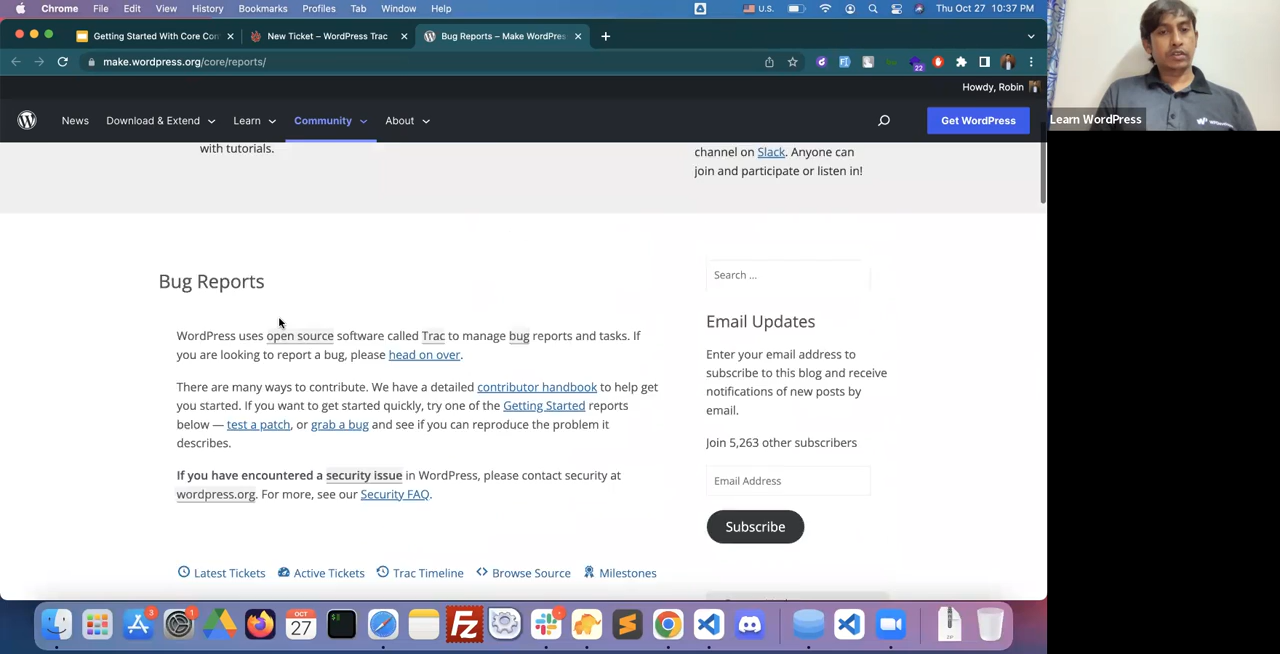 Chrome File Edit View History Bookmarks Profiles Tab Window Help U.S. Thu Oct 27 10:37 PM
Getting Started With Core Con New Ticket – WordPress Trac Bug Reports – Make WordPres
make.wordpress.org/core/reports/
22
Howdy, Robin
News Download & Extend Learn Community About Get WordPress
Learn WordPress
with tutorials.
channel on Slack. Anyone can
join and participate or listen in!
Bug Reports
WordPress uses open source software called Trac to manage bug reports and tasks. If
you are looking to report a bug, please head on over.
There are many ways to contribute. We have a detailed contributor handbook to help get
you started. If you want to get started quickly, try one of the Getting Started reports
below — test a patch, or grab a bug and see if you can reproduce the problem it
describes.
If you have encountered a security issue in WordPress, please contact security at
wordpress.org. For more, see our Security FAQ.
Latest Tickets Active Tickets Trac Timeline Browse Source Milestones
Search ...
Email Updates
Enter your email address to
subscribe to this blog and receive
notifications of new posts by
email.
Join 5,263 other subscribers
Email Address
Subscribe
3
1
OCT
27
Fz
ZIP